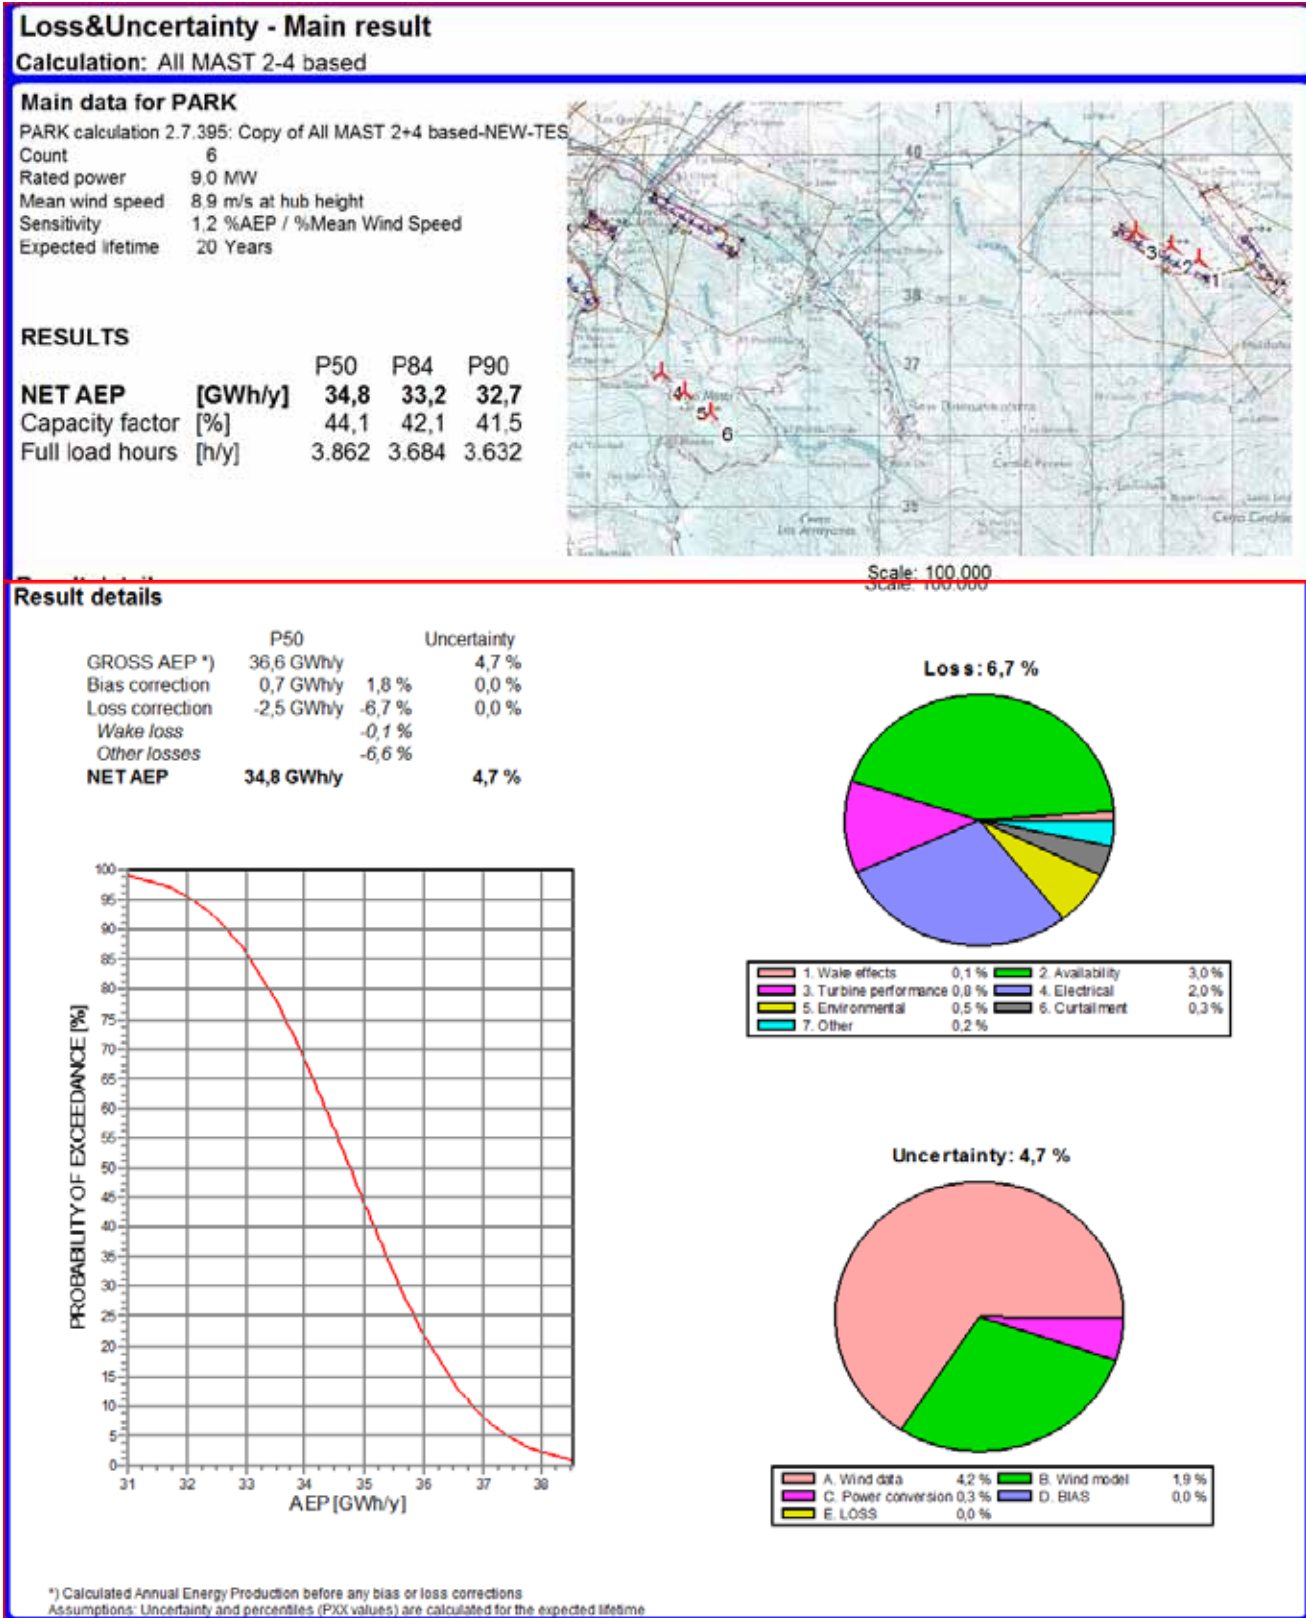 Loss&Uncertainty - Main result
Calculation: All MAST 2-4 based
Main data for PARK
PARK calculation 2.7.395: Copy of All MAST 2+4 based-NEW-TES
Count 6
Rated power 9,0 MW
Mean wind speed 8,9 m/s at hub height
Sensitivity 1,2 %AEP / %Mean Wind Speed
Expected lifetime 20 Years
RESULTS
P50 P84 P90
NET AEP [GWh/y] 34,8 33,2 32,7
Capacity factor [%] 44,1 42,1 41,5
Full load hours [h/y] 3.862 3.684 3.632
40
3 2 1
38
37
4
5
6
Cerro
Los Arrayanes
Scale: 100.000
Result details
P50 Uncertainty
GROSS AEP *) 36,6 GWh/y 4,7 %
Bias correction 0,7 GWh/y 1,8 % 0,0 %
Loss correction -2,5 GWh/y -6,7 % 0,0 %
Wake loss -0,1 %
Other losses -6,6 %
NET AEP 34,8 GWh/y 4,7 %
Loss: 6,7 %
1. Wake effects 0,1 % 2. Availability 3,0 %
3. Turbine performance 0,8 % 4. Electrical 2,0 %
5. Environmental 0,5 % 6. Curtailment 0,3 %
7. Other 0,2 %
PROBABILITY OF EXCEEDANCE [%]
100
95
90
85
80
75
70
65
60
55
50
45
40
35
30
25
20
15
10
5
0
31 32 33 34 35 36 37 38
AEP [GWh/y]
Uncertainty: 4,7 %
A. Wind data 4,2 % B. Wind model 1,9 %
C. Power conversion 0,3 % D. BIAS 0,0 %
E. LOSS 0,0 %
*) Calculated Annual Energy Production before any bias or loss corrections
Assumptions: Uncertainty and percentiles (PXX values) are calculated for the expected lifetime